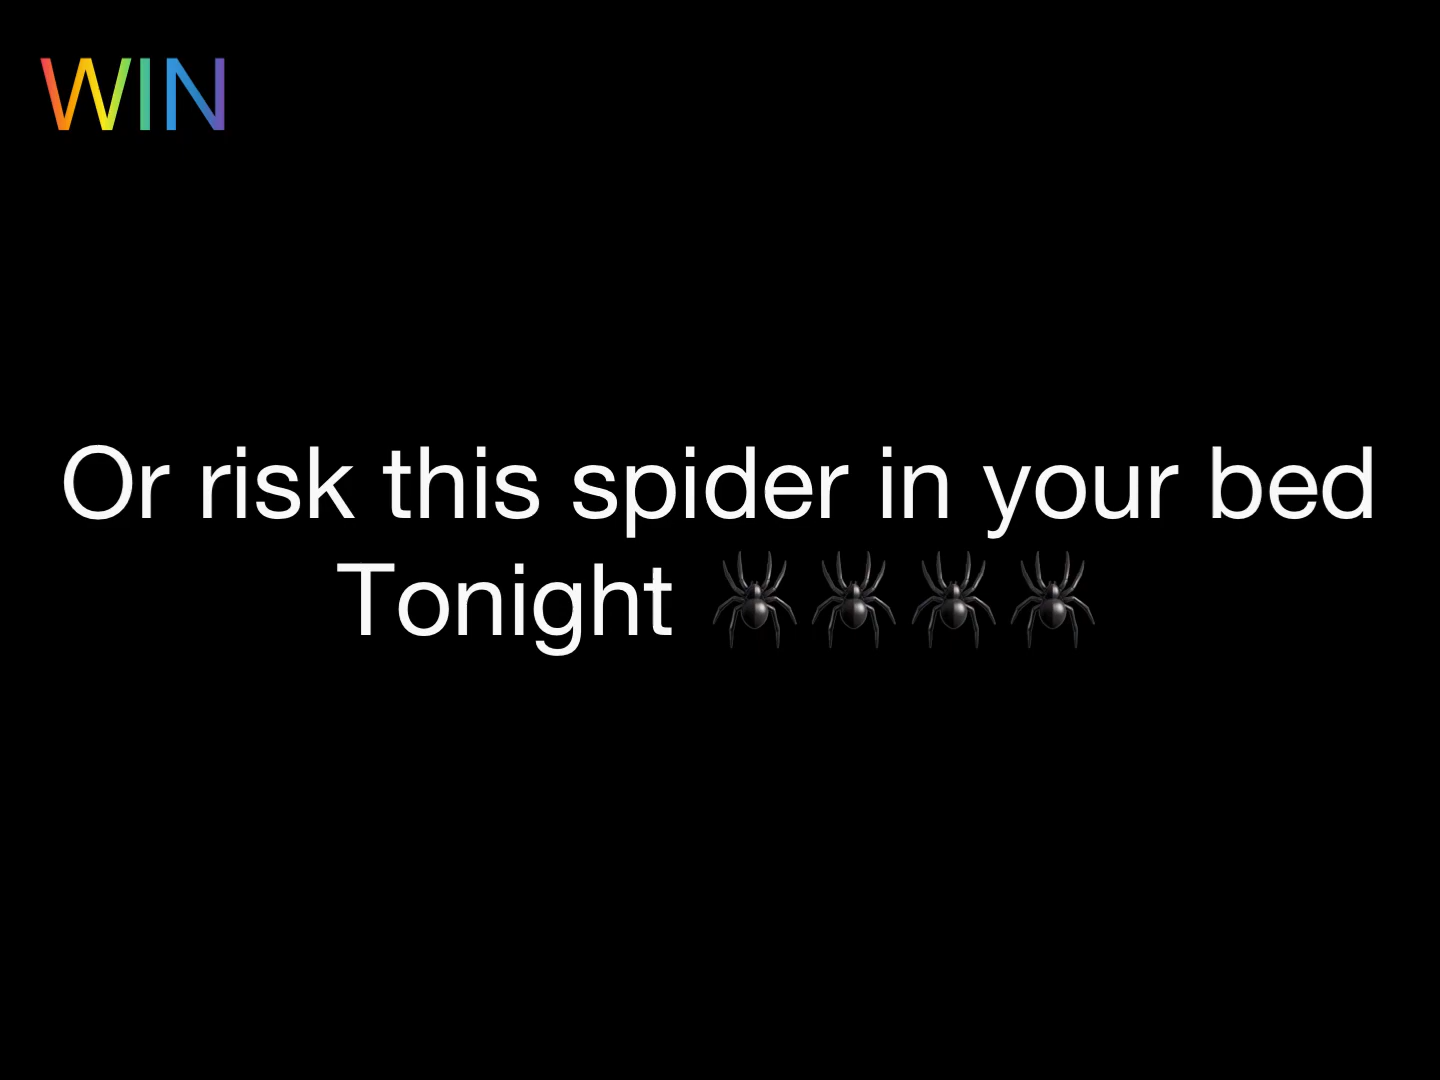 WIN
Or risk this spider in your bed
Tonight 🕷️🕷️🕷️🕷️